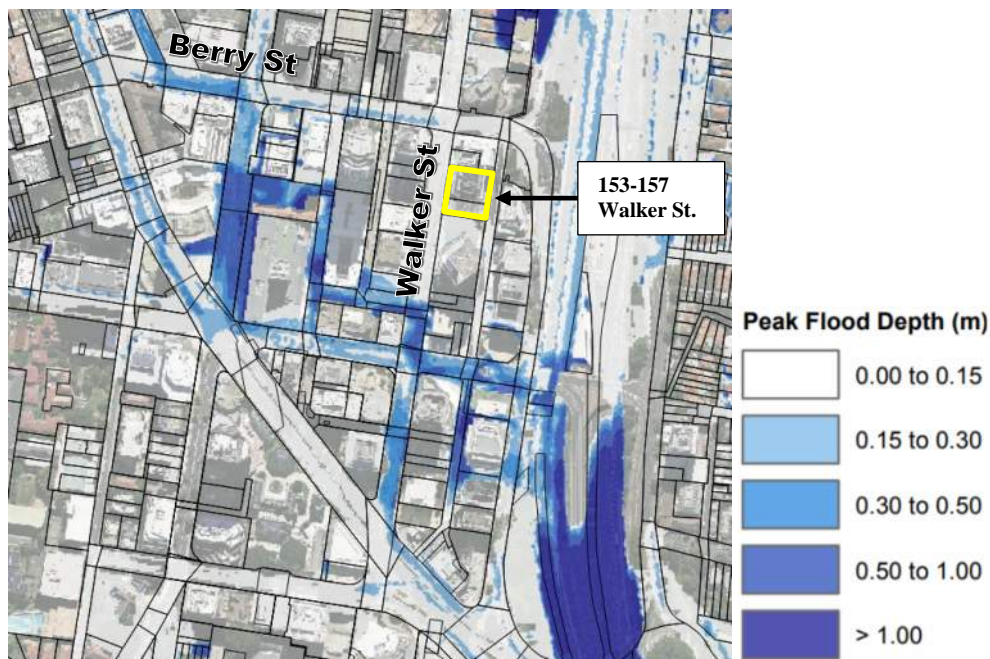 Berry St
Walker St
153-157
Walker St.
Peak Flood Depth (m)
0.00 to 0.15
0.15 to 0.30
0.30 to 0.50
0.50 to 1.00
> 1.00